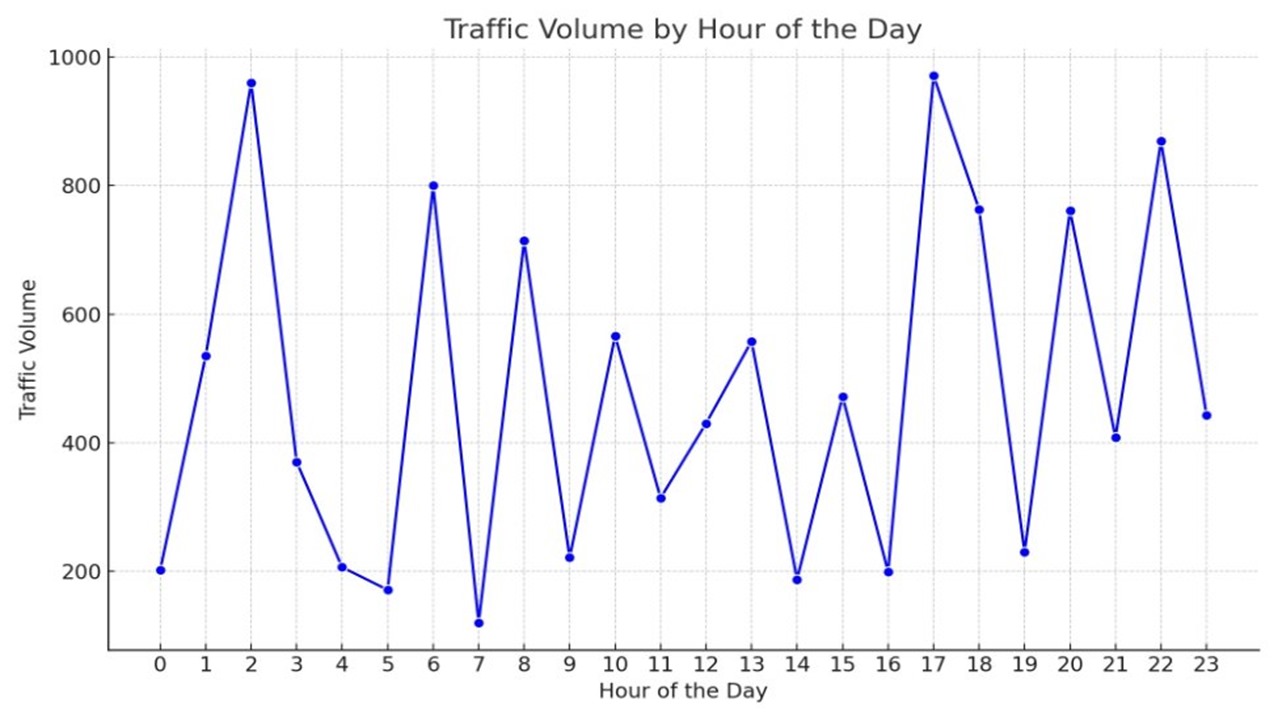 Traffic Volume by Hour of the Day
1000
800
600
400
200
Traffic Volume
0 1 2 3 4 5 6 7 8 9 10 11 12 13 14 15 16 17 18 19 20 21 22 23
Hour of the Day